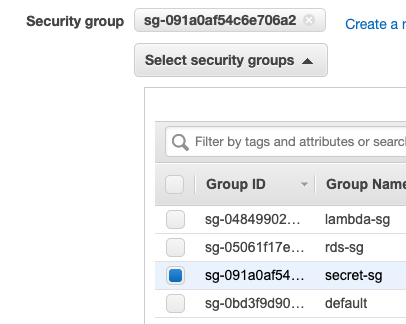 Security group sg-091a0af54c6e706a2 Create a n
Select security groups
Filter by tags and attributes or searc
Group ID Group Name
sg-04849902... lambda-sg
sg-05061f17e... rds-sg
sg-091a0af54... secret-sg
sg-0bd3f9d90... default